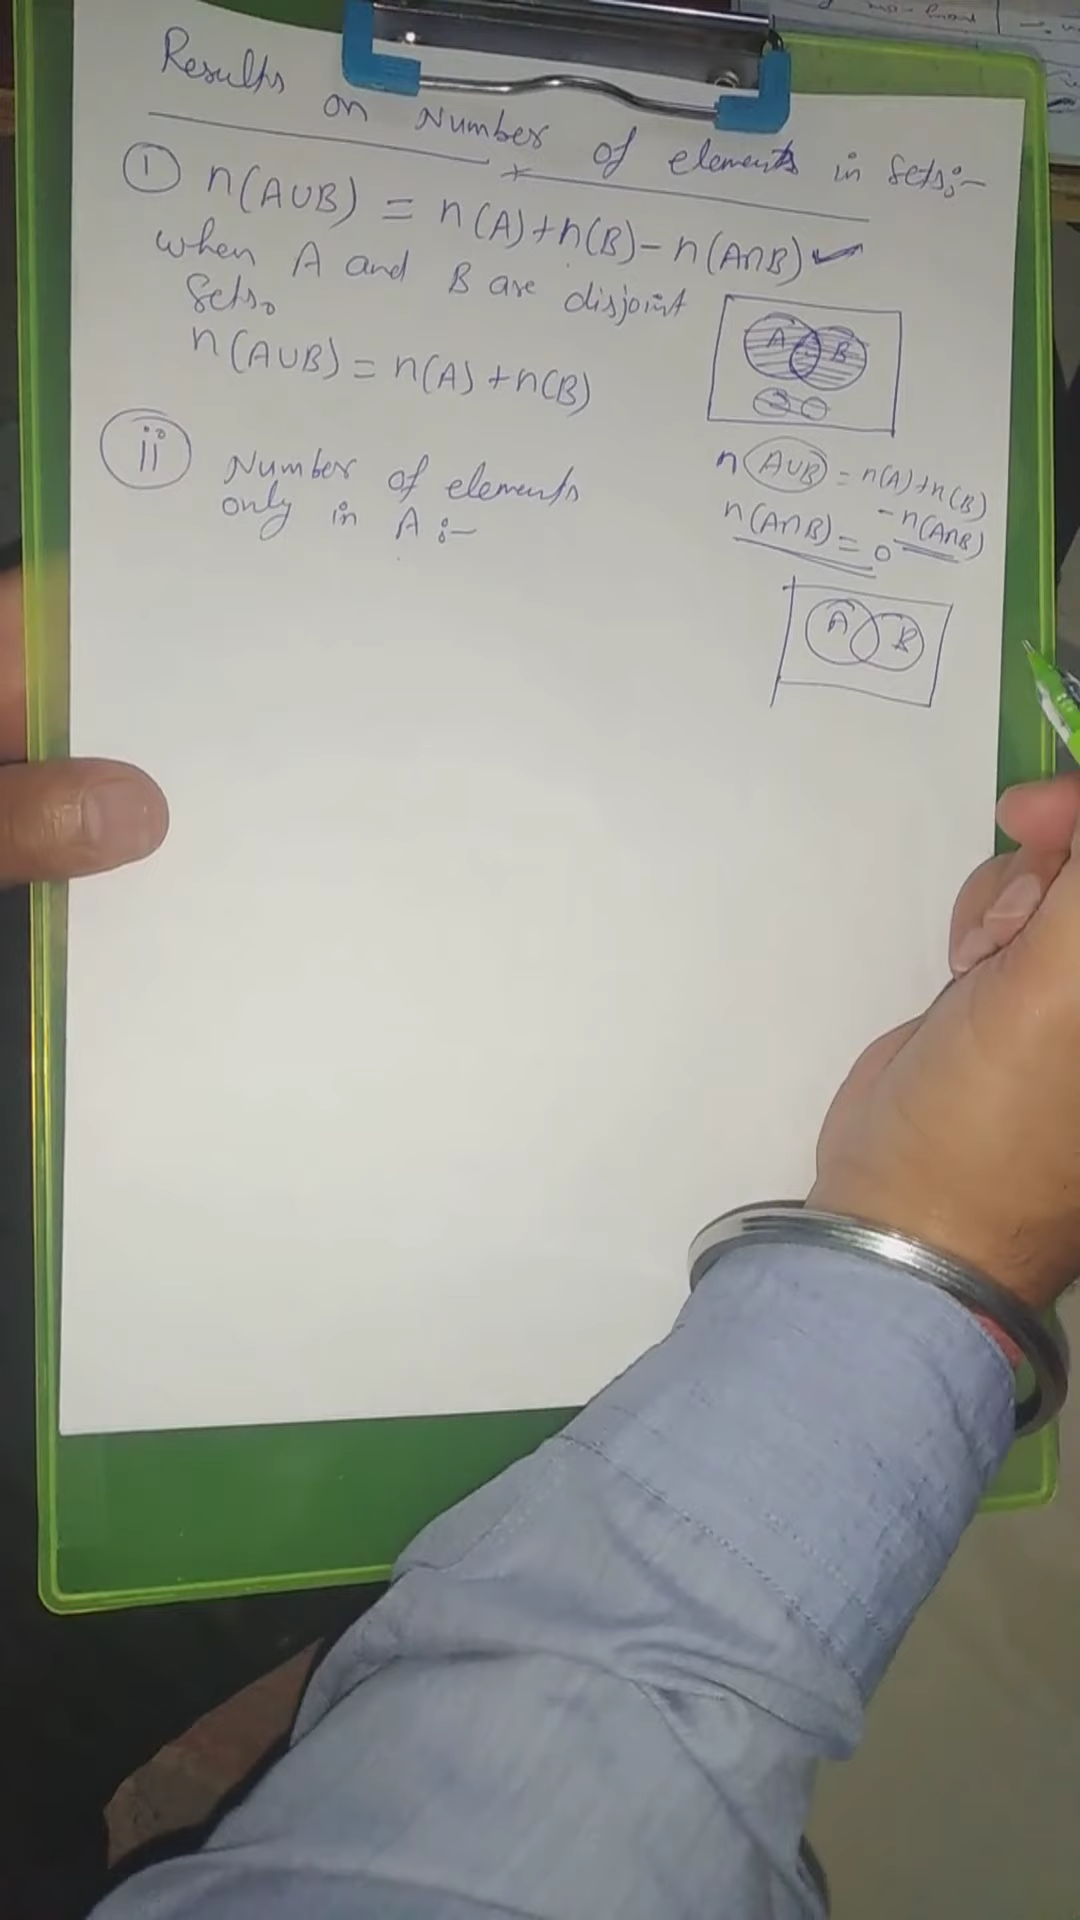 Results on Number of elements in Sets:-
① n(A∪B) = n(A)+n(B)-n(A∩B) ✓
when A and B are disjoint
Sets.
n(A∪B) = n(A)+n(B)
A B
ii Number of elements
only in A :-
n(A∪B) = n(A)+n(B)
-n(A∩B)
n(A∩B) = 0
A B